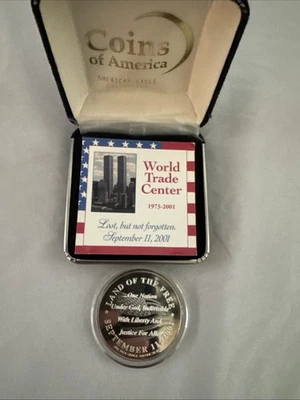 Coins
of America
AMERICAN EAGLE
World
Trade
Center
1973-2001
Lost, but not forgotten.
September 11, 2001
LAND OF THE FREE
...One Nation
Under God, Indivisible
With Liberty And
Justice For All
SEPTEMBER 11, 2001